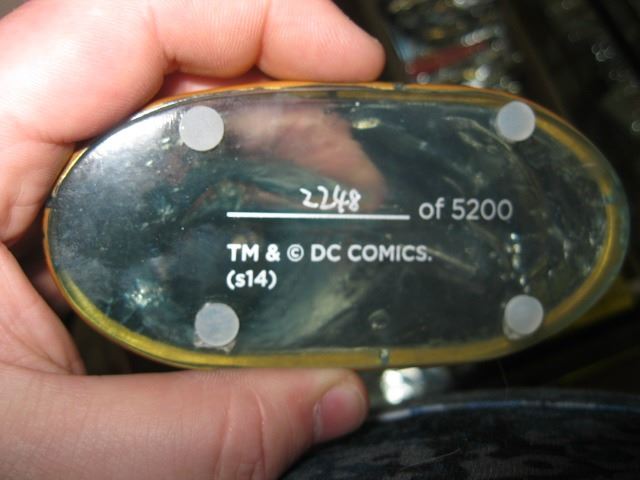 2248 of 5200
TM & © DC COMICS.
(s14)